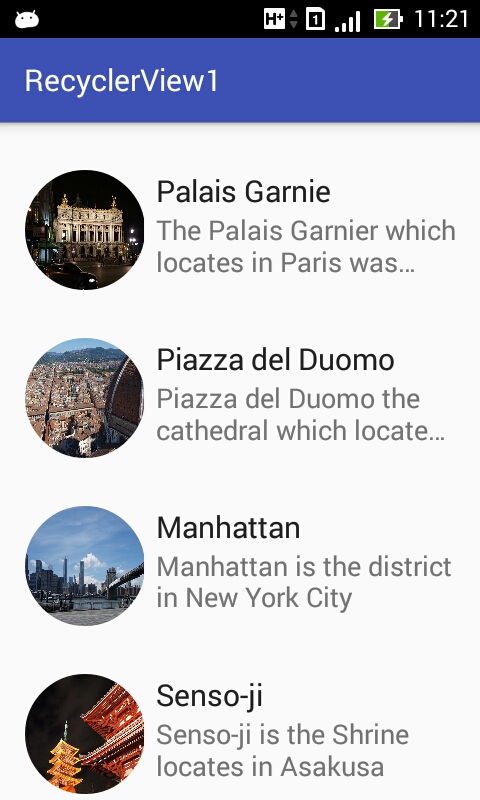 H+ 1 11:21
RecyclerView1
Palais Garnie
The Palais Garnier which
locates in Paris was…
Piazza del Duomo
Piazza del Duomo the
cathedral which locate…
Manhattan
Manhattan is the district
in New York City
Senso-ji
Senso-ji is the Shrine
locates in Asakusa